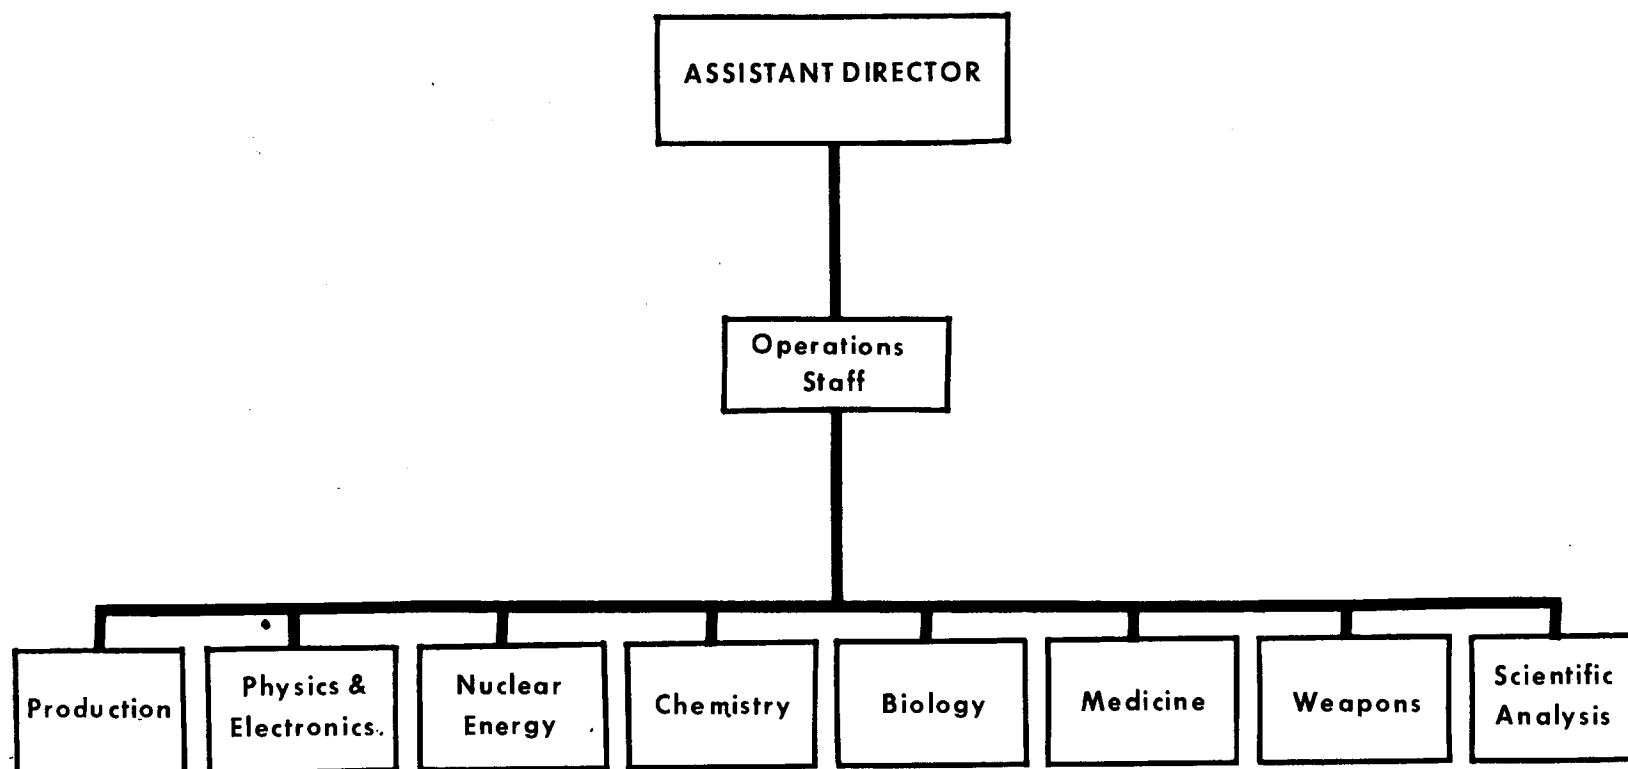 ASSISTANT DIRECTOR
Operations
Staff
Production
Physics &
Electronics
Nuclear
Energy
Chemistry
Biology
Medicine
Weapons
Scientific
Analysis